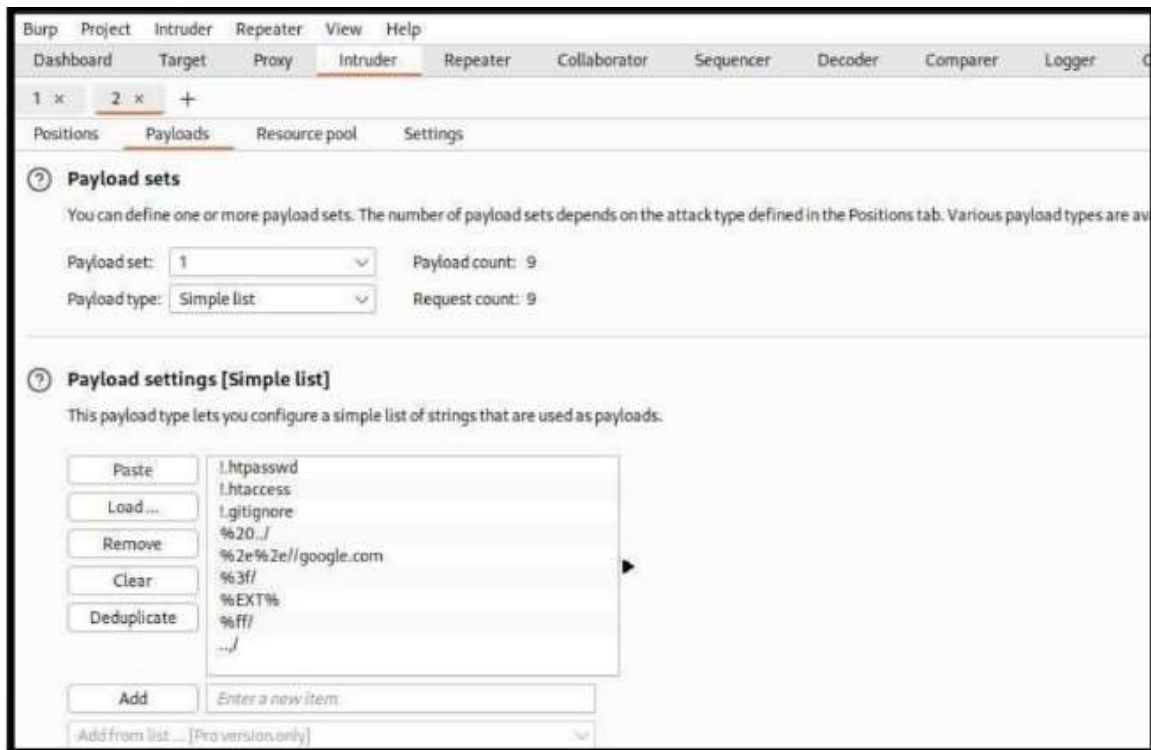 Burp Project Intruder Repeater View Help
Dashboard Target Proxy Intruder Repeater Collaborator Sequencer Decoder Comparer Logger
1 × 2 × +
Positions Payloads Resource pool Settings
Payload sets
You can define one or more payload sets. The number of payload sets depends on the attack type defined in the Positions tab. Various payload types are av
Payload set: 1 Payload count: 9
Payload type: Simple list Request count: 9
Payload settings [Simple list]
This payload type lets you configure a simple list of strings that are used as payloads.
Paste
Load ...
Remove
Clear
Deduplicate
!.htpasswd
!.htaccess
!.gitignore
%20../
%2e%2e//google.com
%3f/
%EXT%
%ff/
Add Enter a new item
Add from list ... [Pro version only]